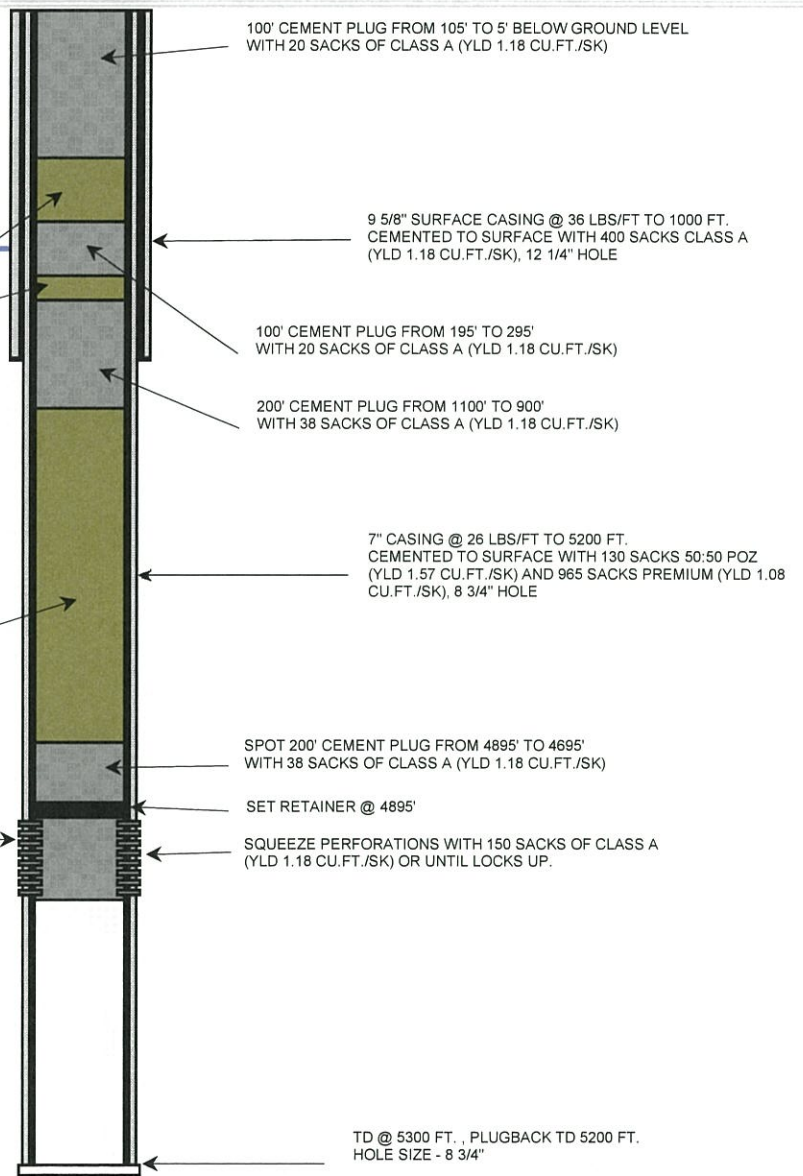 100' CEMENT PLUG FROM 105' TO 5' BELOW GROUND LEVEL
WITH 20 SACKS OF CLASS A (YLD 1.18 CU.FT./SK)
9 5/8" SURFACE CASING @ 36 LBS/FT TO 1000 FT.
CEMENTED TO SURFACE WITH 400 SACKS CLASS A
(YLD 1.18 CU.FT./SK), 12 1/4" HOLE
100' CEMENT PLUG FROM 195' TO 295'
WITH 20 SACKS OF CLASS A (YLD 1.18 CU.FT./SK)
200' CEMENT PLUG FROM 1100' TO 900'
WITH 38 SACKS OF CLASS A (YLD 1.18 CU.FT./SK)
7" CASING @ 26 LBS/FT TO 5200 FT.
CEMENTED TO SURFACE WITH 130 SACKS 50:50 POZ
(YLD 1.57 CU.FT./SK) AND 965 SACKS PREMIUM (YLD 1.08
CU.FT./SK), 8 3/4" HOLE
SPOT 200' CEMENT PLUG FROM 4895' TO 4695'
WITH 38 SACKS OF CLASS A (YLD 1.18 CU.FT./SK)
SET RETAINER @ 4895'
SQUEEZE PERFORATIONS WITH 150 SACKS OF CLASS A
(YLD 1.18 CU.FT./SK) OR UNTIL LOCKS UP.
TD @ 5300 FT. , PLUGBACK TD 5200 FT.
HOLE SIZE - 8 3/4"